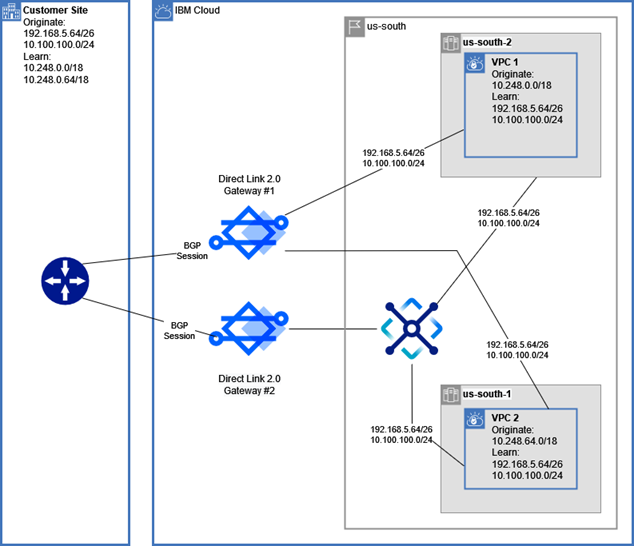 Customer Site
Originate:
192.168.5.64/26
10.100.100.0/24
Learn:
10.248.0.0/18
10.248.0.64/18
IBM Cloud
us-south
us-south-2
VPC 1
Originate:
10.248.0.0/18
Learn:
192.168.5.64/26
10.100.100.0/24
192.168.5.64/26
10.100.100.0/24
Direct Link 2.0
Gateway #1
192.168.5.64/26
10.100.100.0/24
BGP
Session
BGP
Session
192.168.5.64/26
10.100.100.0/24
Direct Link 2.0
Gateway #2
us-south-1
VPC 2
Originate:
10.248.64.0/18
Learn:
192.168.5.64/26
10.100.100.0/24
192.168.5.64/26
10.100.100.0/24